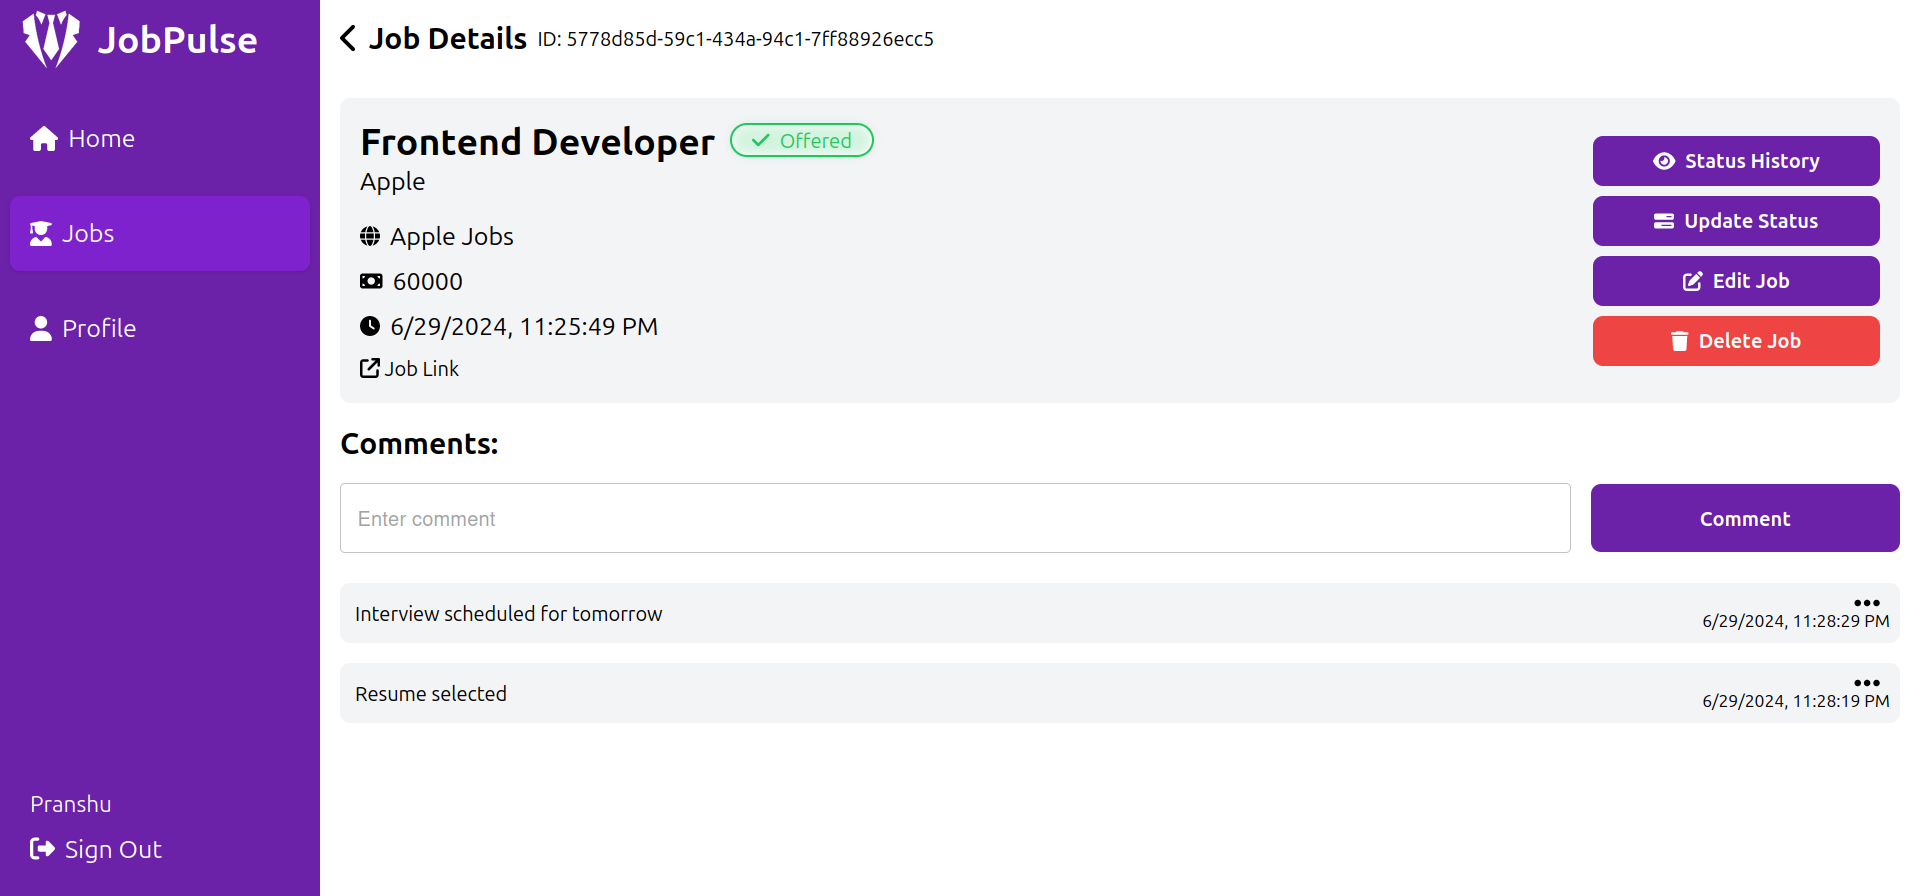 JobPulse
Home
Jobs
Profile
Pranshu
Sign Out
Job Details ID: 5778d85d-59c1-434a-94c1-7ff88926ecc5
Frontend Developer Offered
Apple
Apple Jobs
60000
6/29/2024, 11:25:49 PM
Job Link
Status History
Update Status
Edit Job
Delete Job
Comments:
Enter comment
Comment
Interview scheduled for tomorrow
6/29/2024, 11:28:29 PM
Resume selected
6/29/2024, 11:28:19 PM